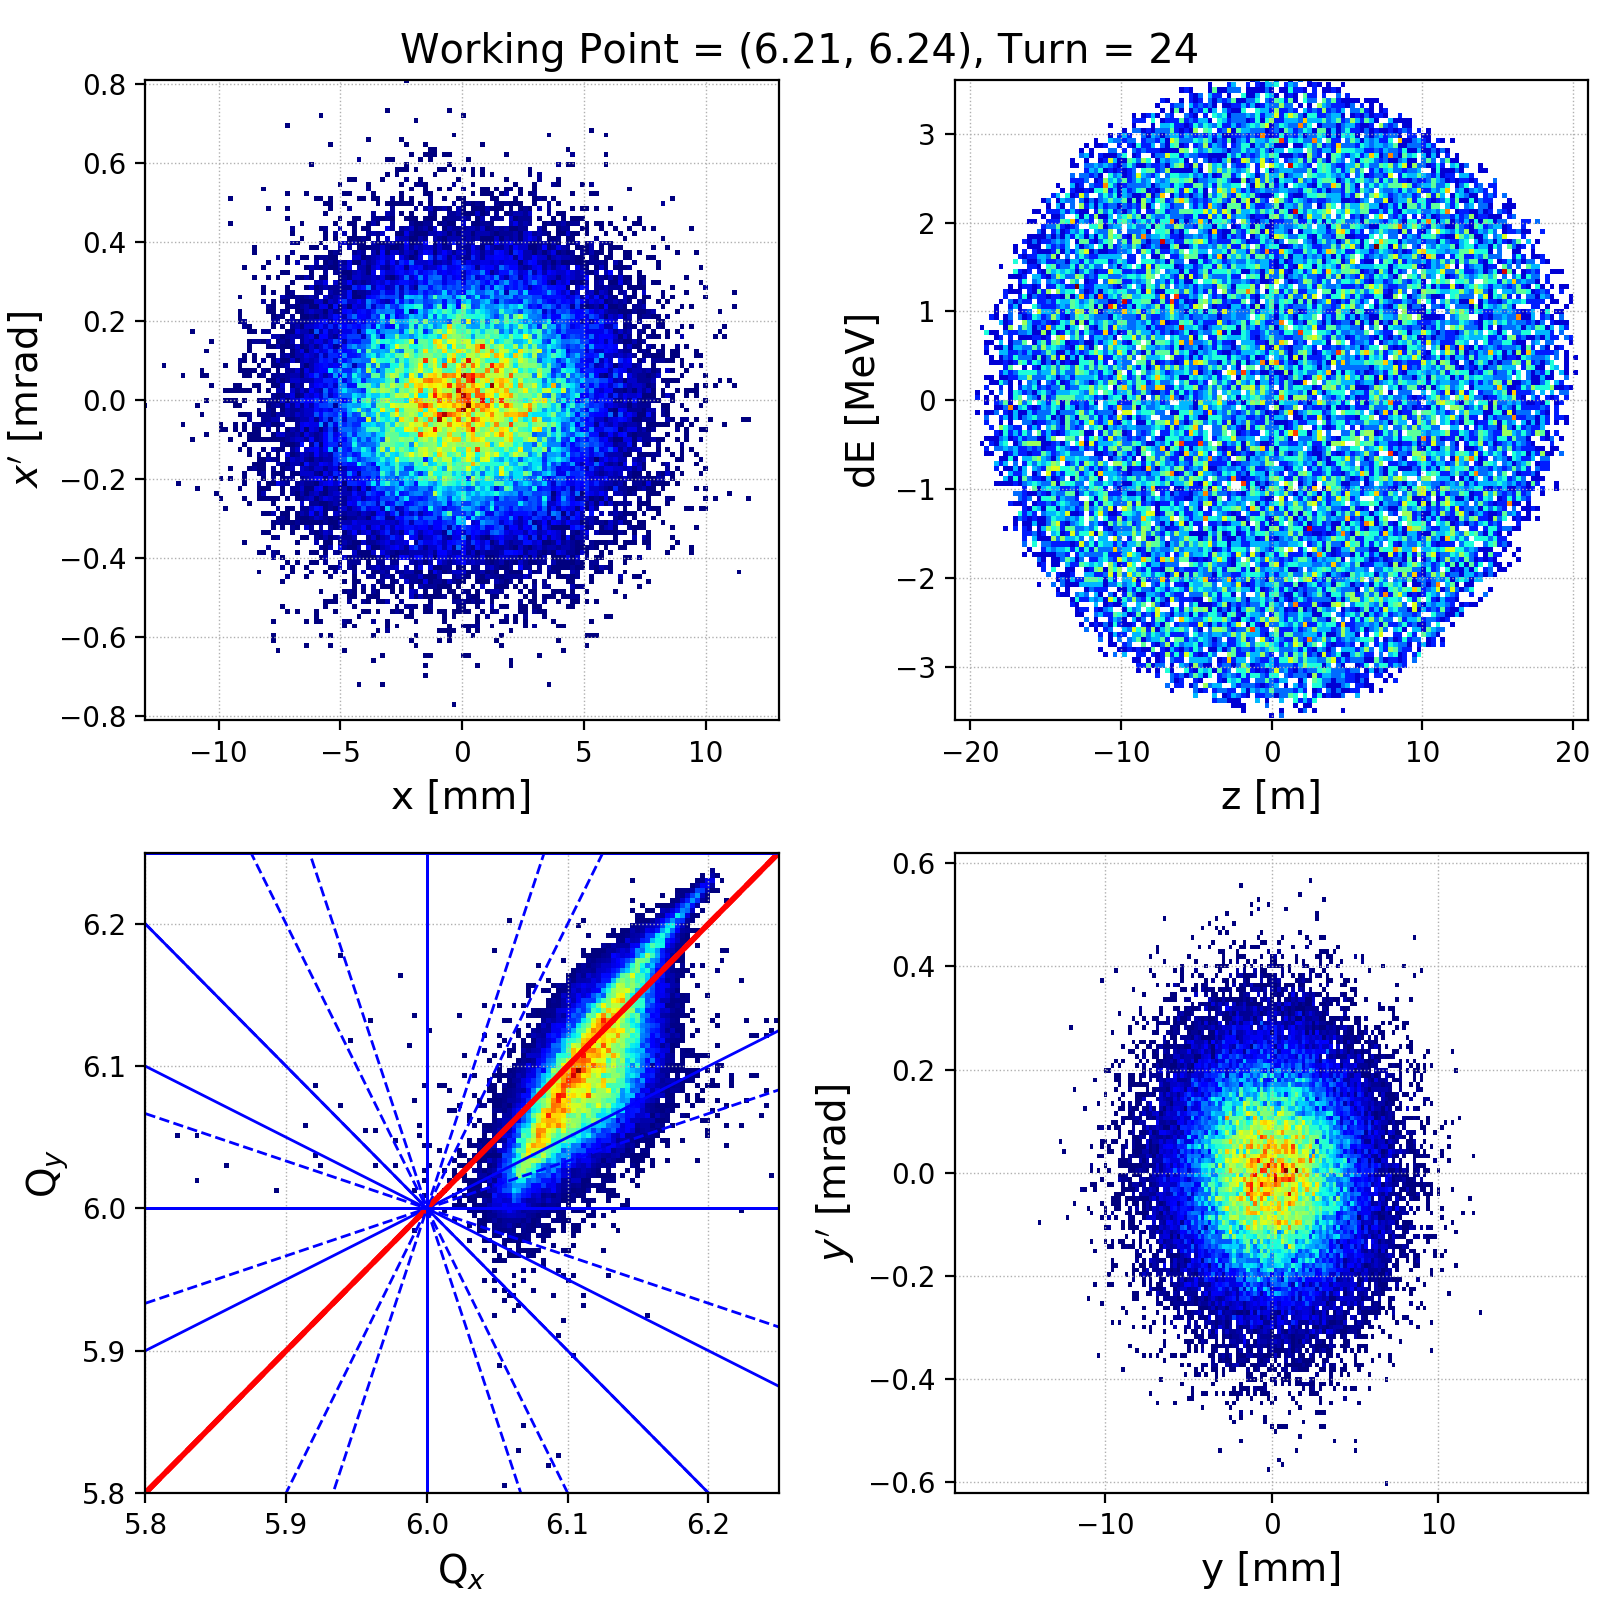 Working Point = (6.21, 6.24), Turn = 24
0.8
0.6
0.4
0.2
0.0
−0.2
−0.4
−0.6
−0.8
x′ [mrad]
−10 −5 0 5 10
x [mm]
3
2
1
0
−1
−2
−3
dE [MeV]
−20 −10 0 10 20
z [m]
6.2
6.1
6.0
5.9
5.8
Qy
5.8 5.9 6.0 6.1 6.2
Qx
0.6
0.4
0.2
0.0
−0.2
−0.4
−0.6
y′ [mrad]
−10 0 10
y [mm]